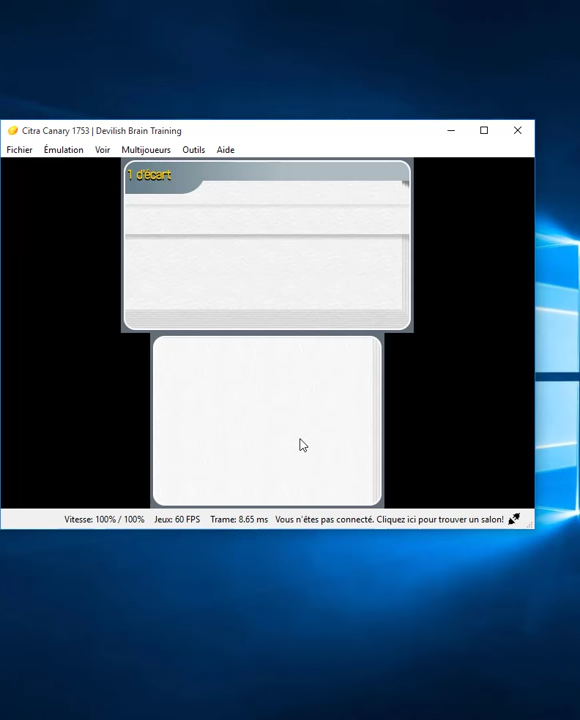 Citra Canary 1753 | Devilish Brain Training
Fichier Émulation Voir Multijoueurs Outils Aide
1 d'écart
Vitesse: 100% / 100% Jeux: 60 FPS Trame: 8.65 ms Vous n'êtes pas connecté. Cliquez ici pour trouver un salon!